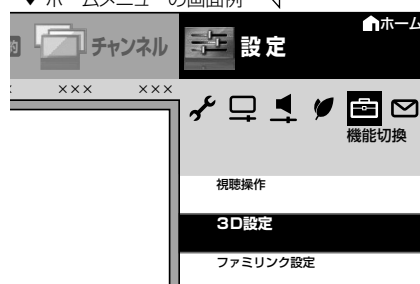 ▼ ホームメニューの画面例
チャンネル
設定
ホーム
××× ×××
機能切換
視聴操作
3D設定
ファミリンク設定